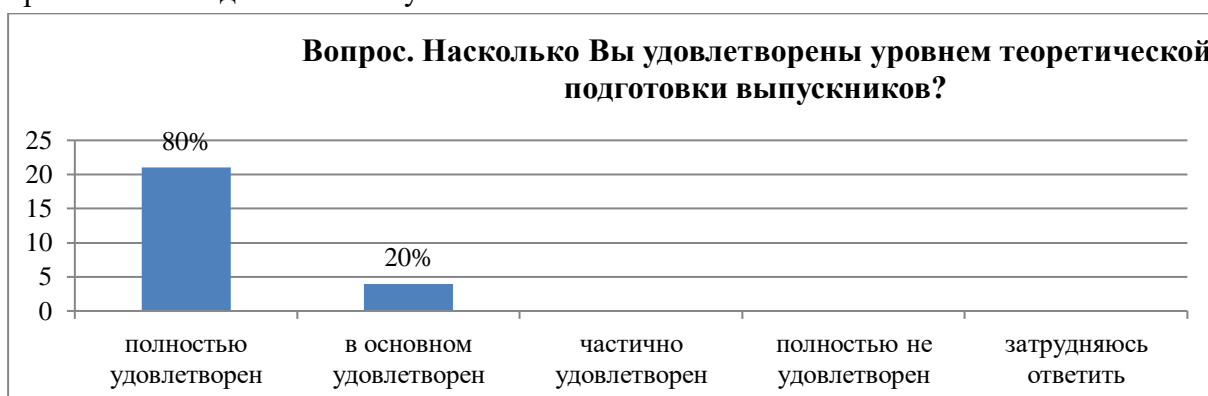 Вопрос. Насколько Вы удовлетворены уровнем теоретической
подготовки выпускников?
25
20
15
10
5
0
80%
20%
полностью
удовлетворен
в основном
удовлетворен
частично
удовлетворен
полностью не
удовлетворен
затрудняюсь
ответить